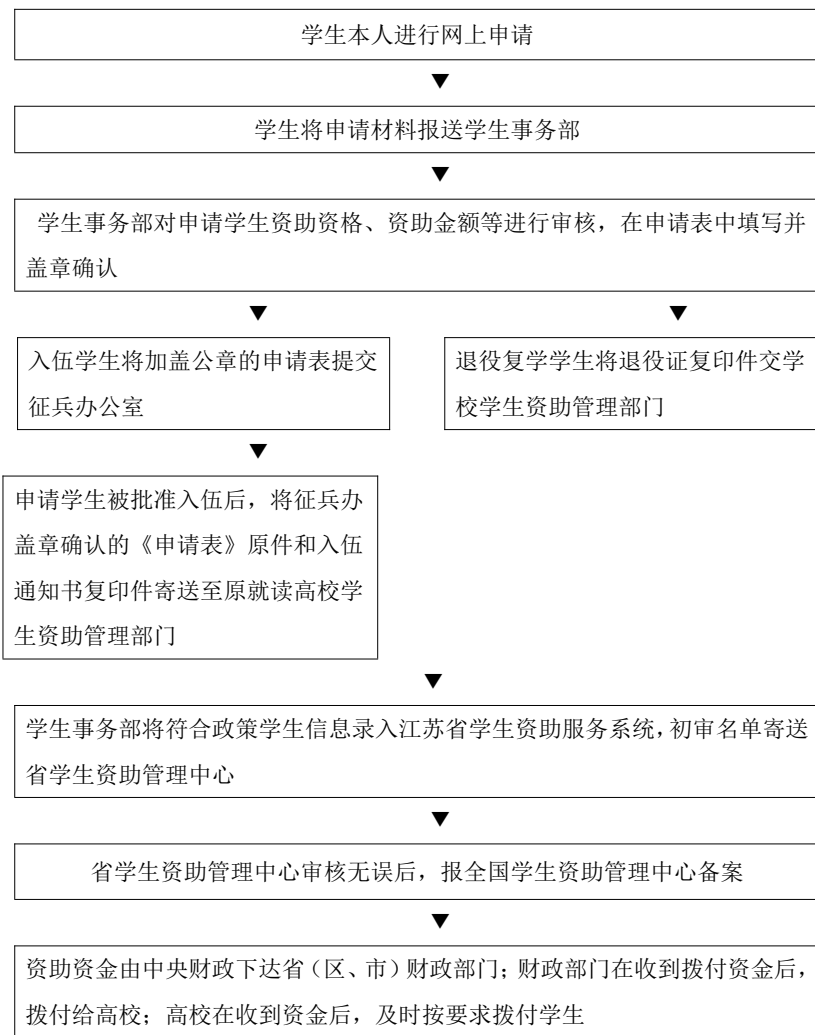 学生本人进行网上申请
▼
学生将申请材料报送学生事务部
▼
学生事务部对申请学生资助资格、资助金额等进行审核，在申请表中填写并
盖章确认
▼ ▼
入伍学生将加盖公章的申请表提交
征兵办公室
退役复学学生将退役证复印件交学
校学生资助管理部门
▼
申请学生被批准入伍后，将征兵办
盖章确认的《申请表》原件和入伍
通知书复印件寄送至原就读高校学
生资助管理部门
▼
学生事务部将符合政策学生信息录入江苏省学生资助服务系统，初审名单寄送
省学生资助管理中心
▼
省学生资助管理中心审核无误后，报全国学生资助管理中心备案
▼
资助资金由中央财政下达省（区、市）财政部门；财政部门在收到拨付资金后，
拨付给高校；高校在收到资金后，及时按要求拨付学生